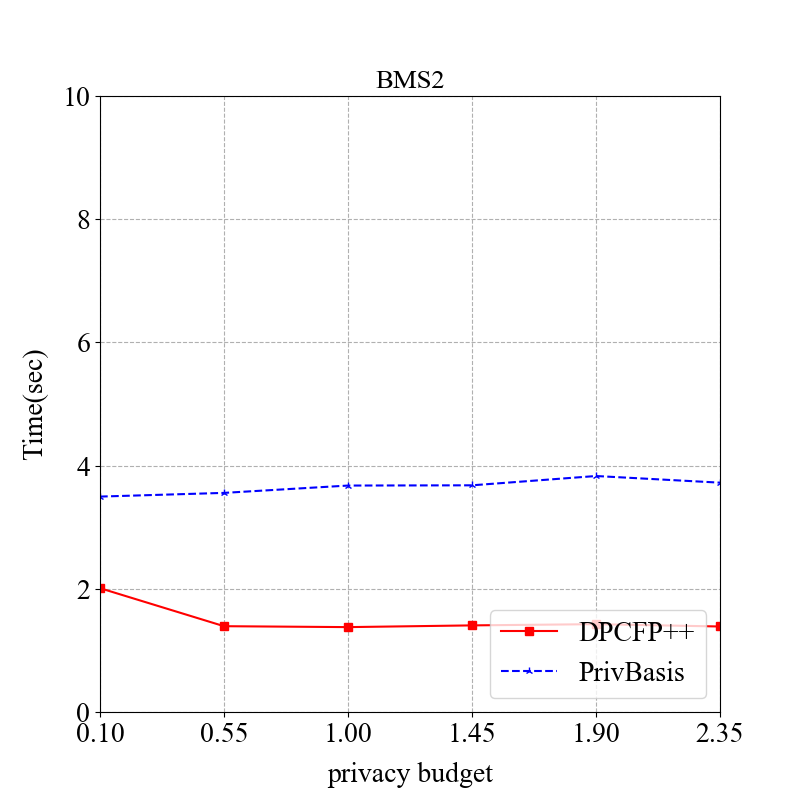 BMS2
10
8
6
4
2
0
Time(sec)
DPCFP++
PrivBasis
0.10 0.55 1.00 1.45 1.90 2.35
privacy budget